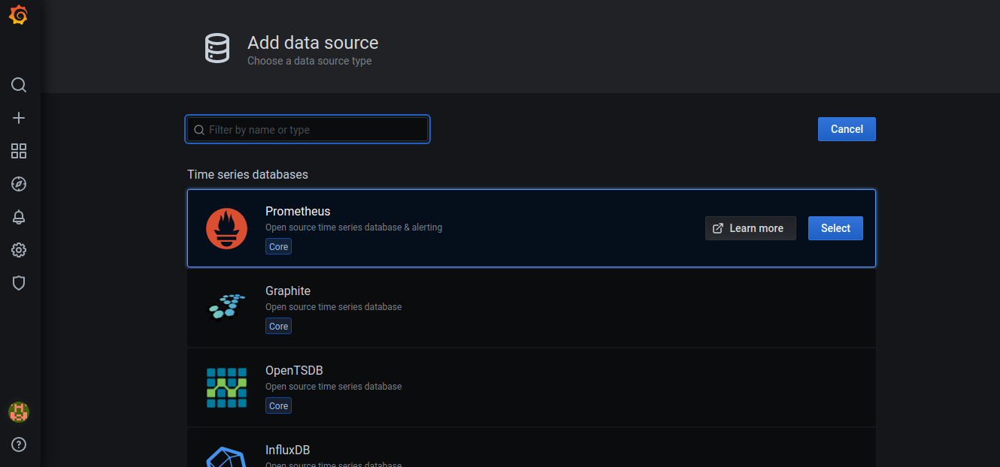 Add data source
Choose a data source type
Filter by name or type
Cancel
Time series databases
Prometheus
Open source time series database & alerting
Core
Learn more
Select
Graphite
Open source time series database
Core
OpenTSDB
Open source time series database
Core
InfluxDB
Open source time series database